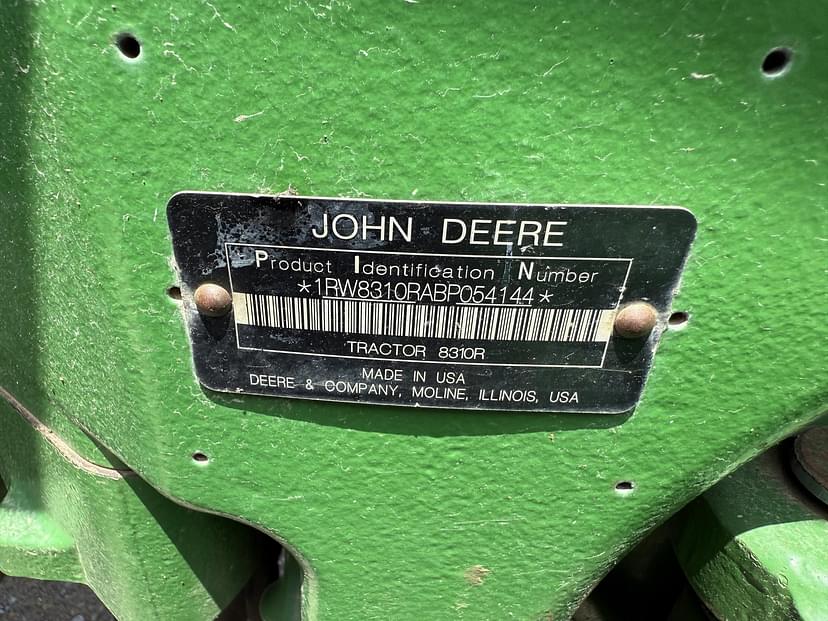 JOHN DEERE
Product Identification Number
*1RW8310RABP054144*
TRACTOR 8310R
MADE IN USA
DEERE & COMPANY, MOLINE, ILLINOIS, USA